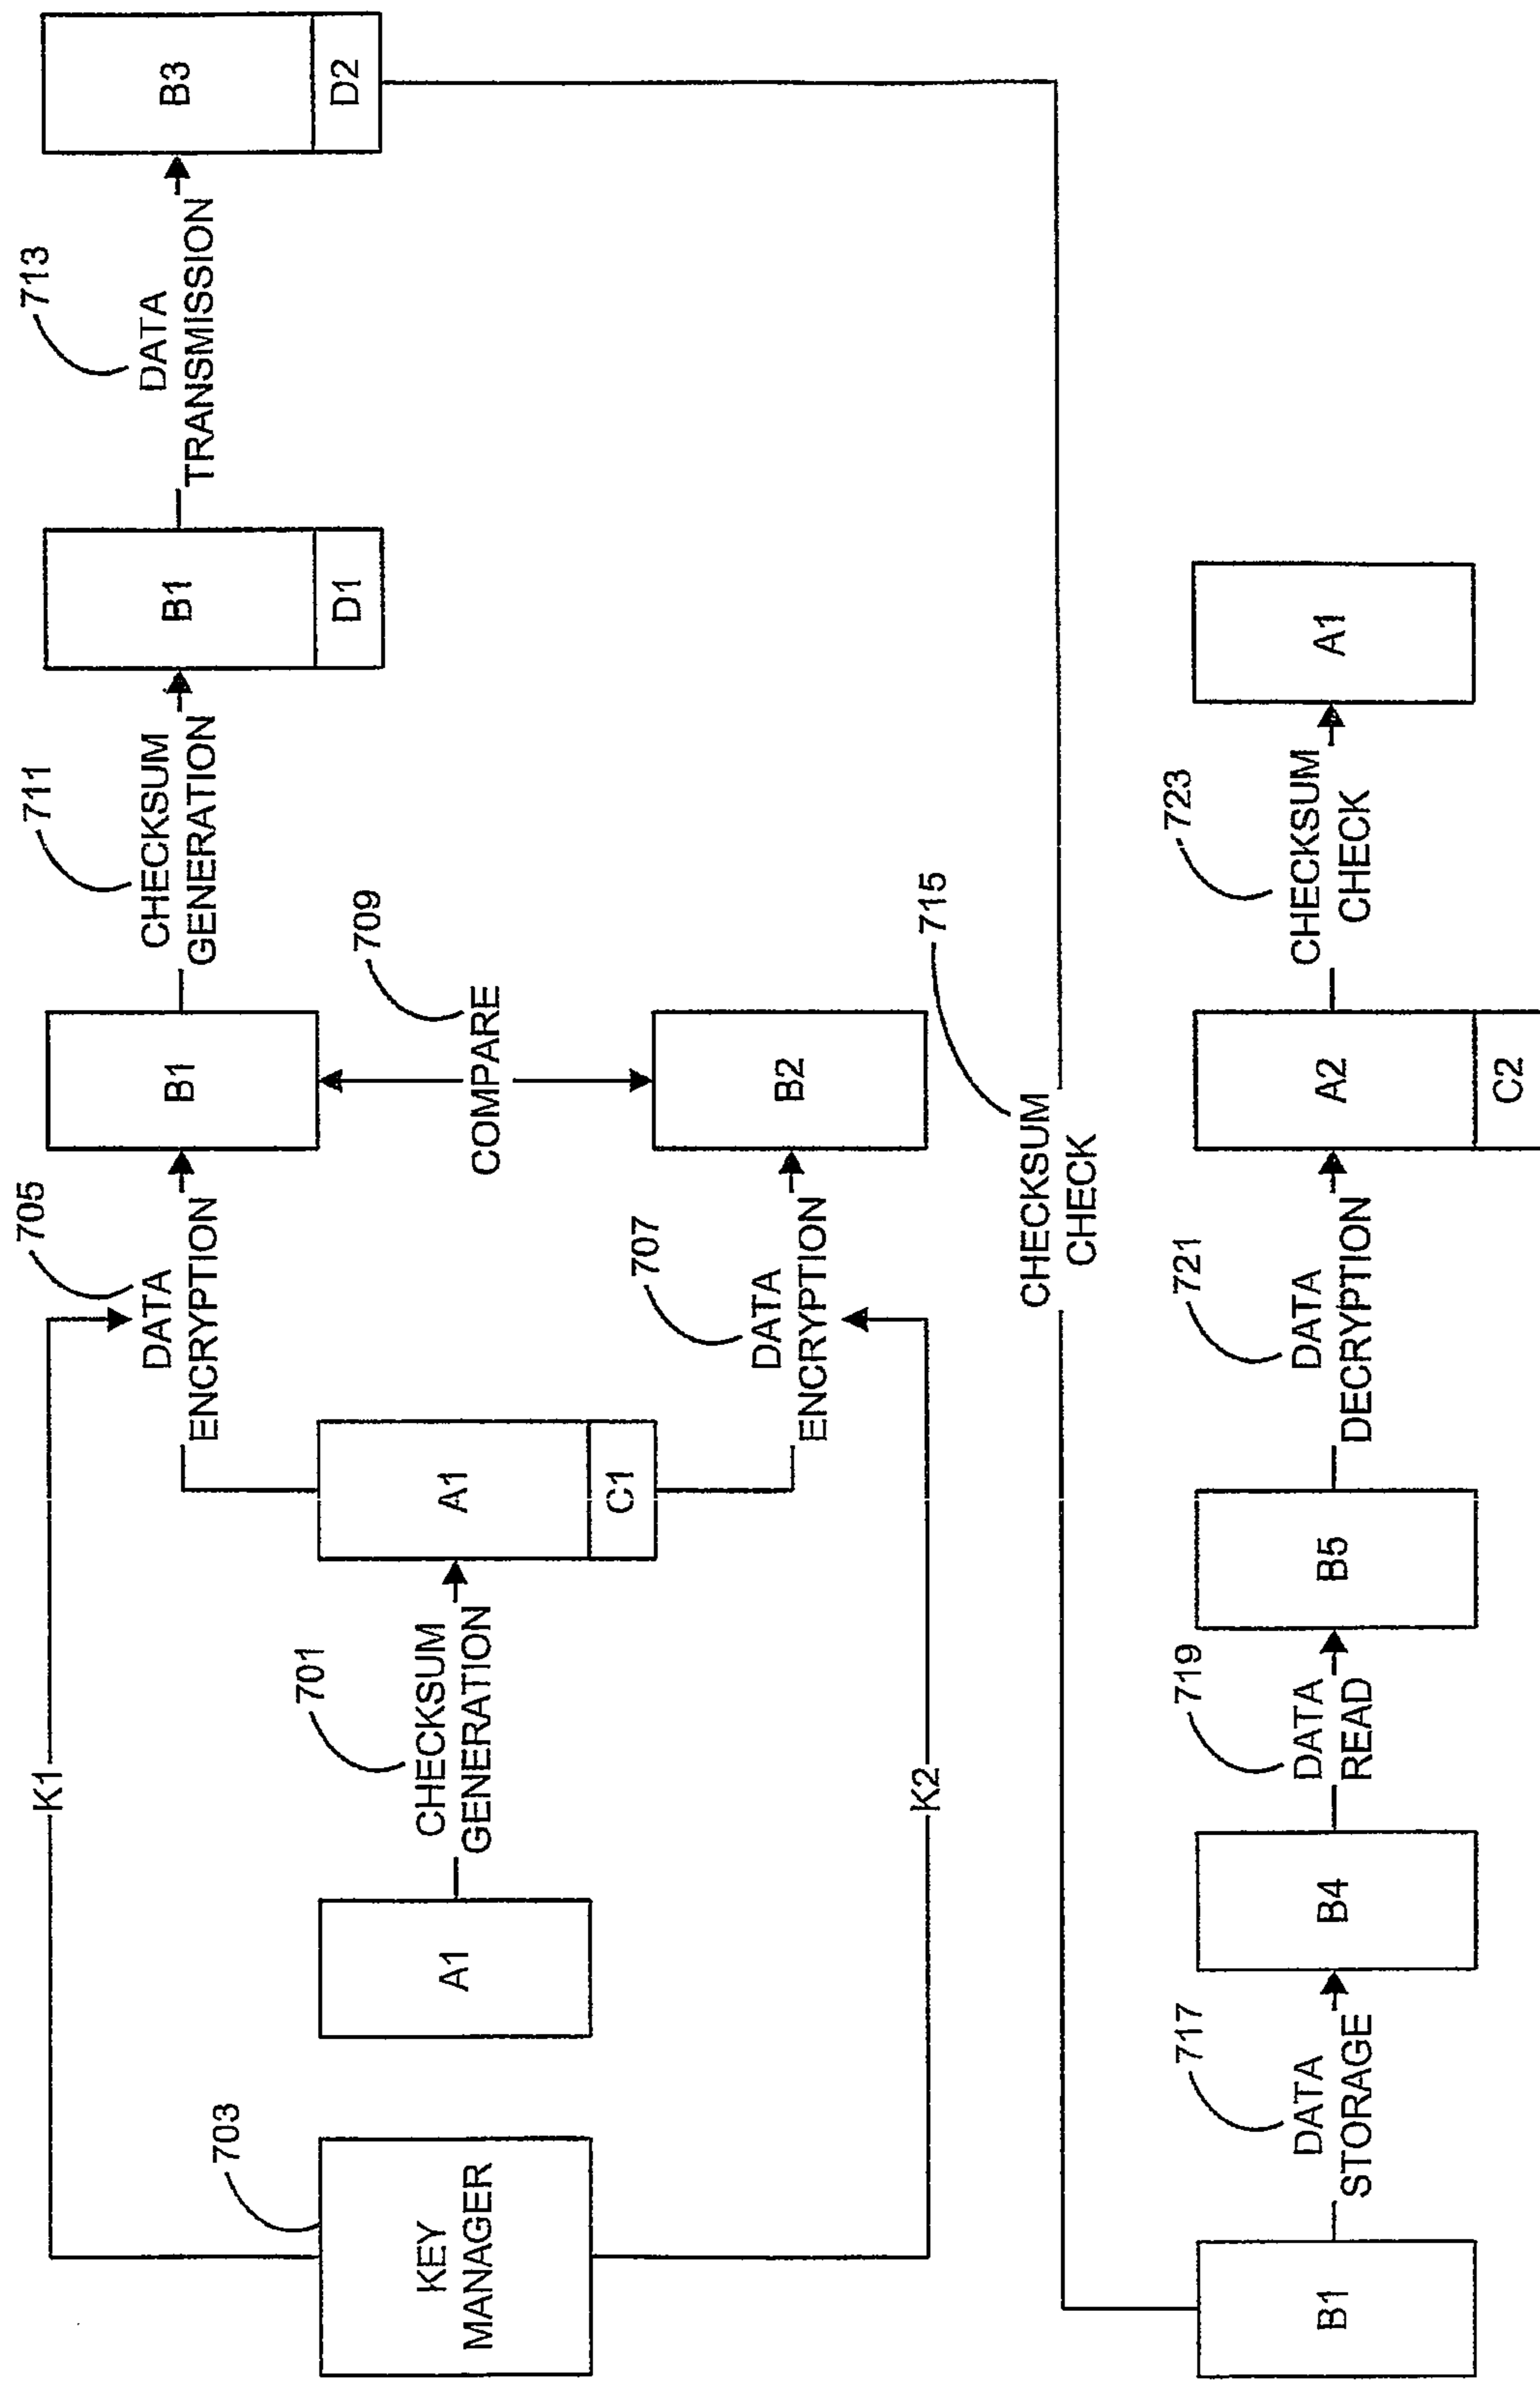 703
KEY
MANAGER
K1
K2
A1
701
CHECKSUM
GENERATION
A1
C1
705
DATA
ENCRYPTION
707
DATA
ENCRYPTION
B1
709
COMPARE
B2
711
CHECKSUM
GENERATION
B1
D1
713
DATA
TRANSMISSION
B3
D2
715
CHECKSUM
CHECK
B1
717
DATA
STORAGE
B4
719
DATA
READ
B5
721
DATA
DECRYPTION
A2
C2
723
CHECKSUM
CHECK
A1